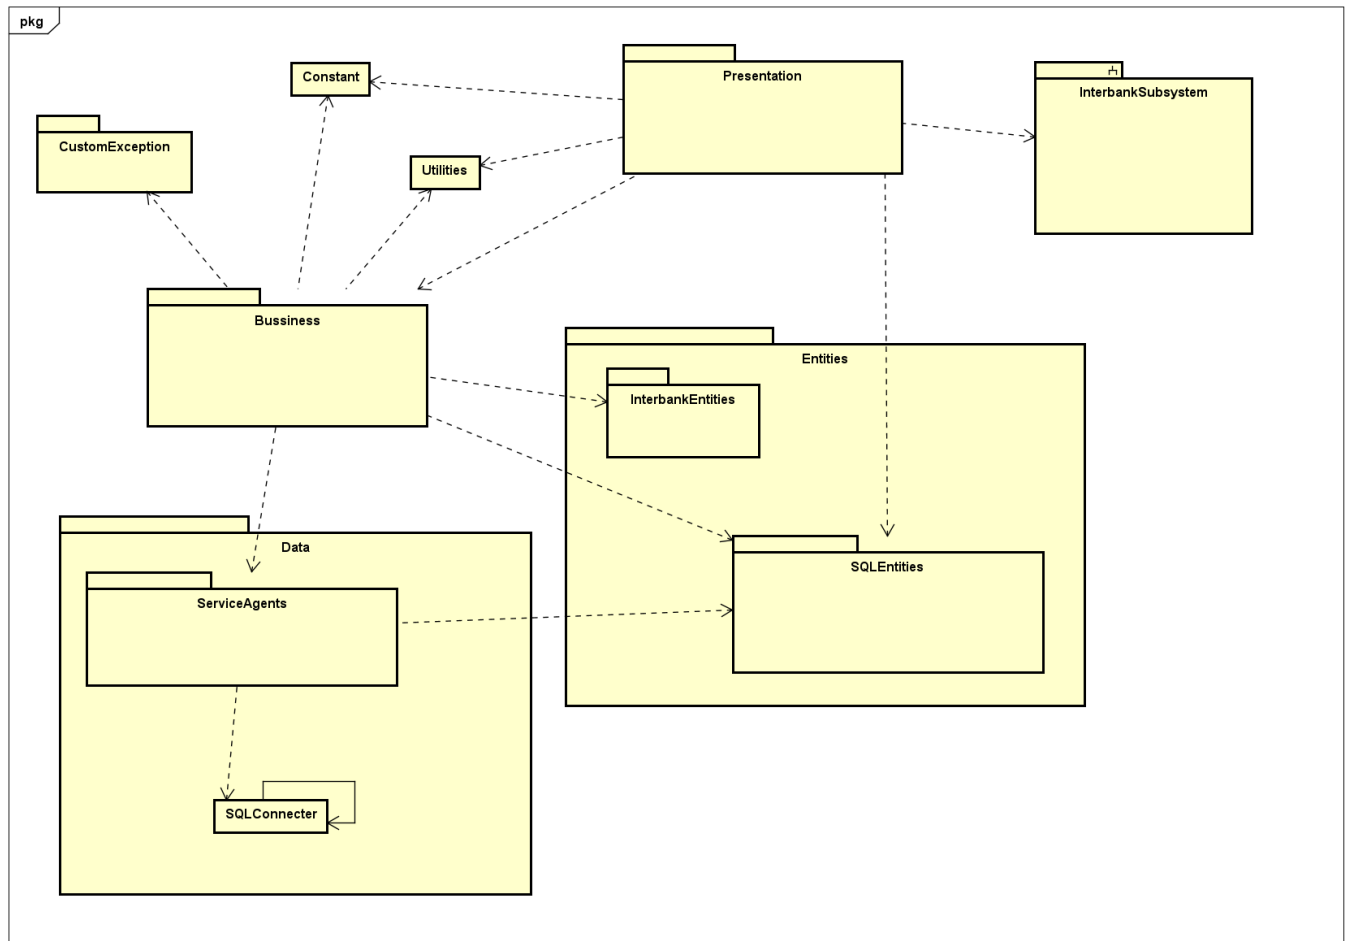 pkg
Constant
Presentation
InterbankSubsystem
CustomException
Utilities
Bussiness
Entities
InterbankEntities
Data
SQLEntities
ServiceAgents
SQLConnecter